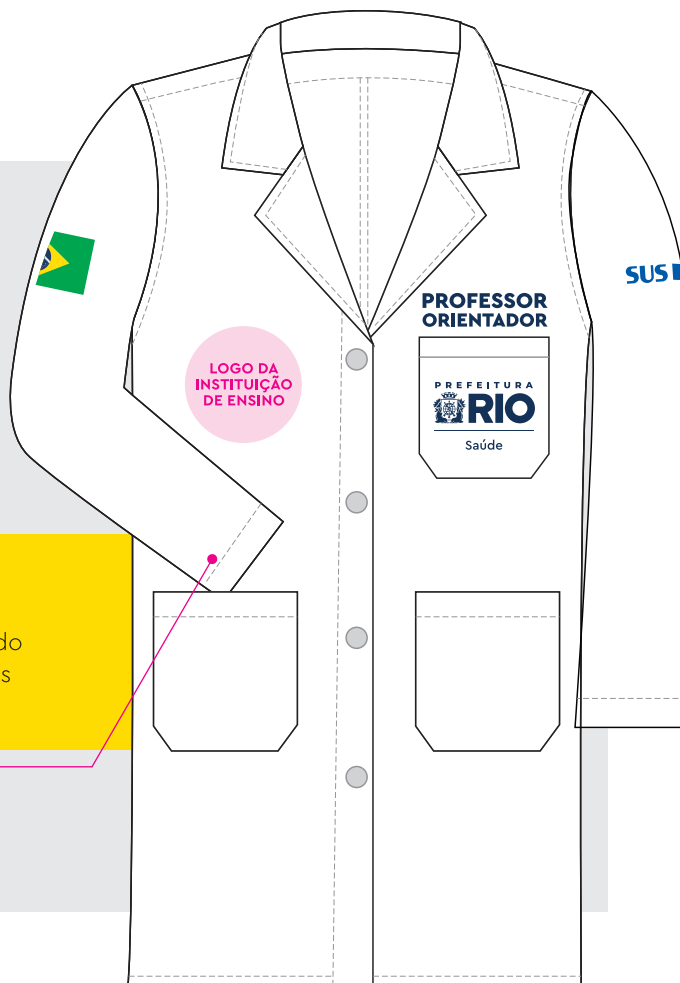 SUS
PROFESSOR
ORIENTADOR
LOGO DA
INSTITUIÇÃO
DE ENSINO
PREFEITURA
RIO
Saúde
do
s